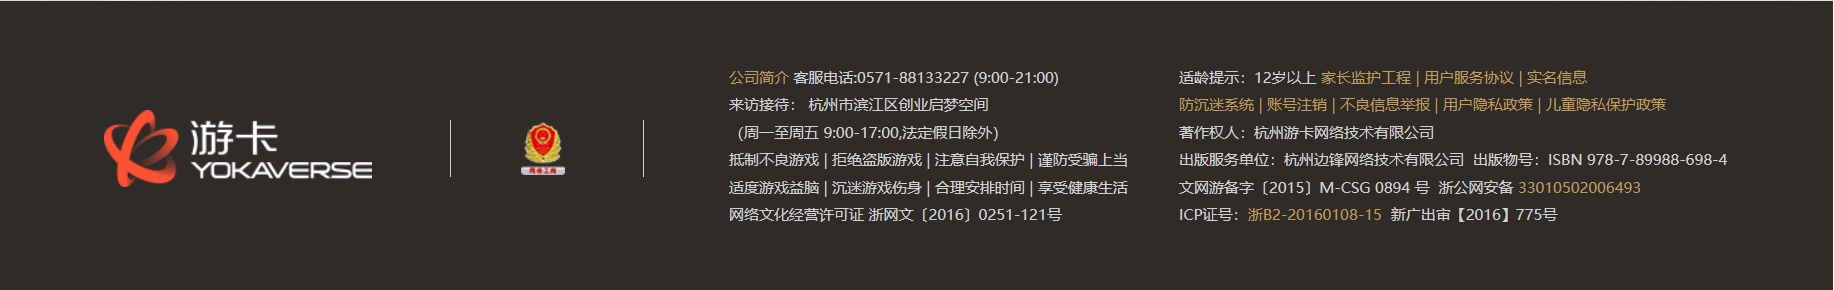 游卡
YOKAVERSE
公司简介 客服电话:0571-88133227 (9:00-21:00)
来访接待： 杭州市滨江区创业启梦空间
（周一至周五 9:00-17:00,法定假日除外）
抵制不良游戏 | 拒绝盗版游戏 | 注意自我保护 | 谨防受骗上当
适度游戏益脑 | 沉迷游戏伤身 | 合理安排时间 | 享受健康生活
网络文化经营许可证 浙网文〔2016〕0251-121号
适龄提示：12岁以上 家长监护工程 | 用户服务协议 | 实名信息
防沉迷系统 | 账号注销 | 不良信息举报 | 用户隐私政策 | 儿童隐私保护政策
著作权人：杭州游卡网络技术有限公司
出版服务单位：杭州边锋网络技术有限公司 出版物号：ISBN 978-7-89988-698-4
文网游备字〔2015〕M-CSG 0894 号 浙公网安备 33010502006493
ICP证号：浙B2-20160108-15 新广出审【2016】775号